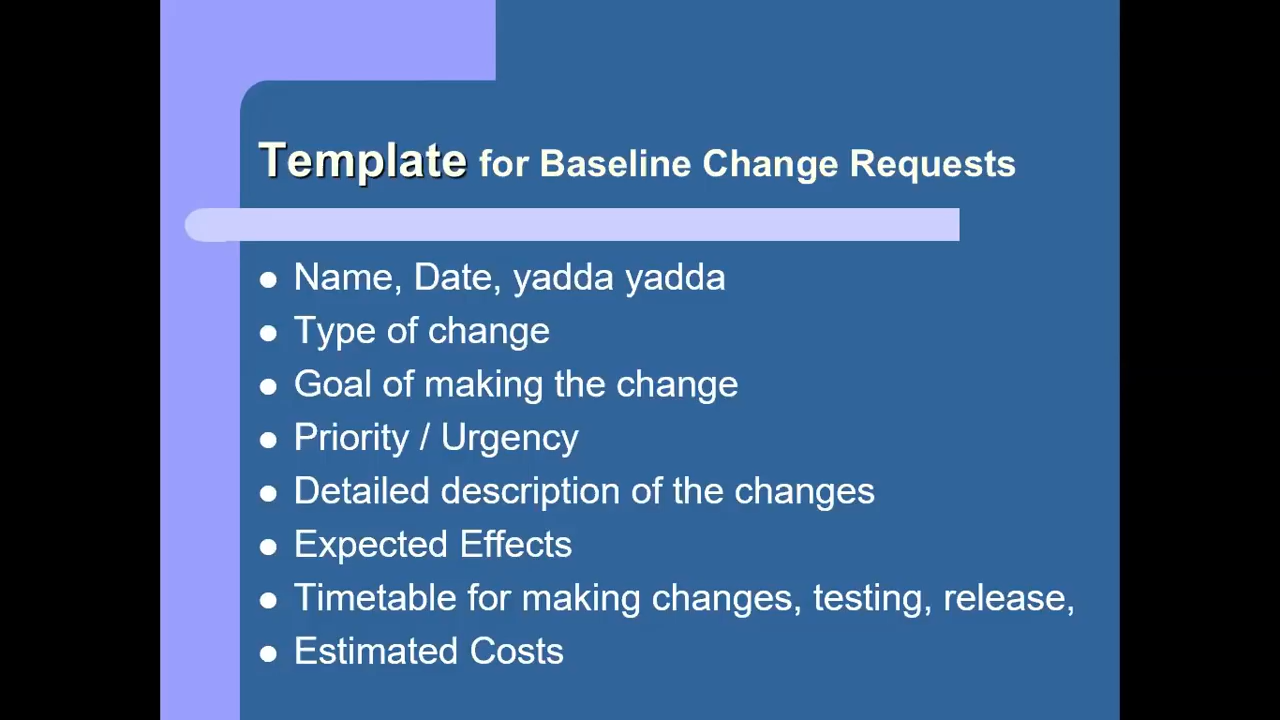 Template for Baseline Change Requests
● Name, Date, yadda yadda
● Type of change
● Goal of making the change
● Priority / Urgency
● Detailed description of the changes
● Expected Effects
● Timetable for making changes, testing, release,
● Estimated Costs